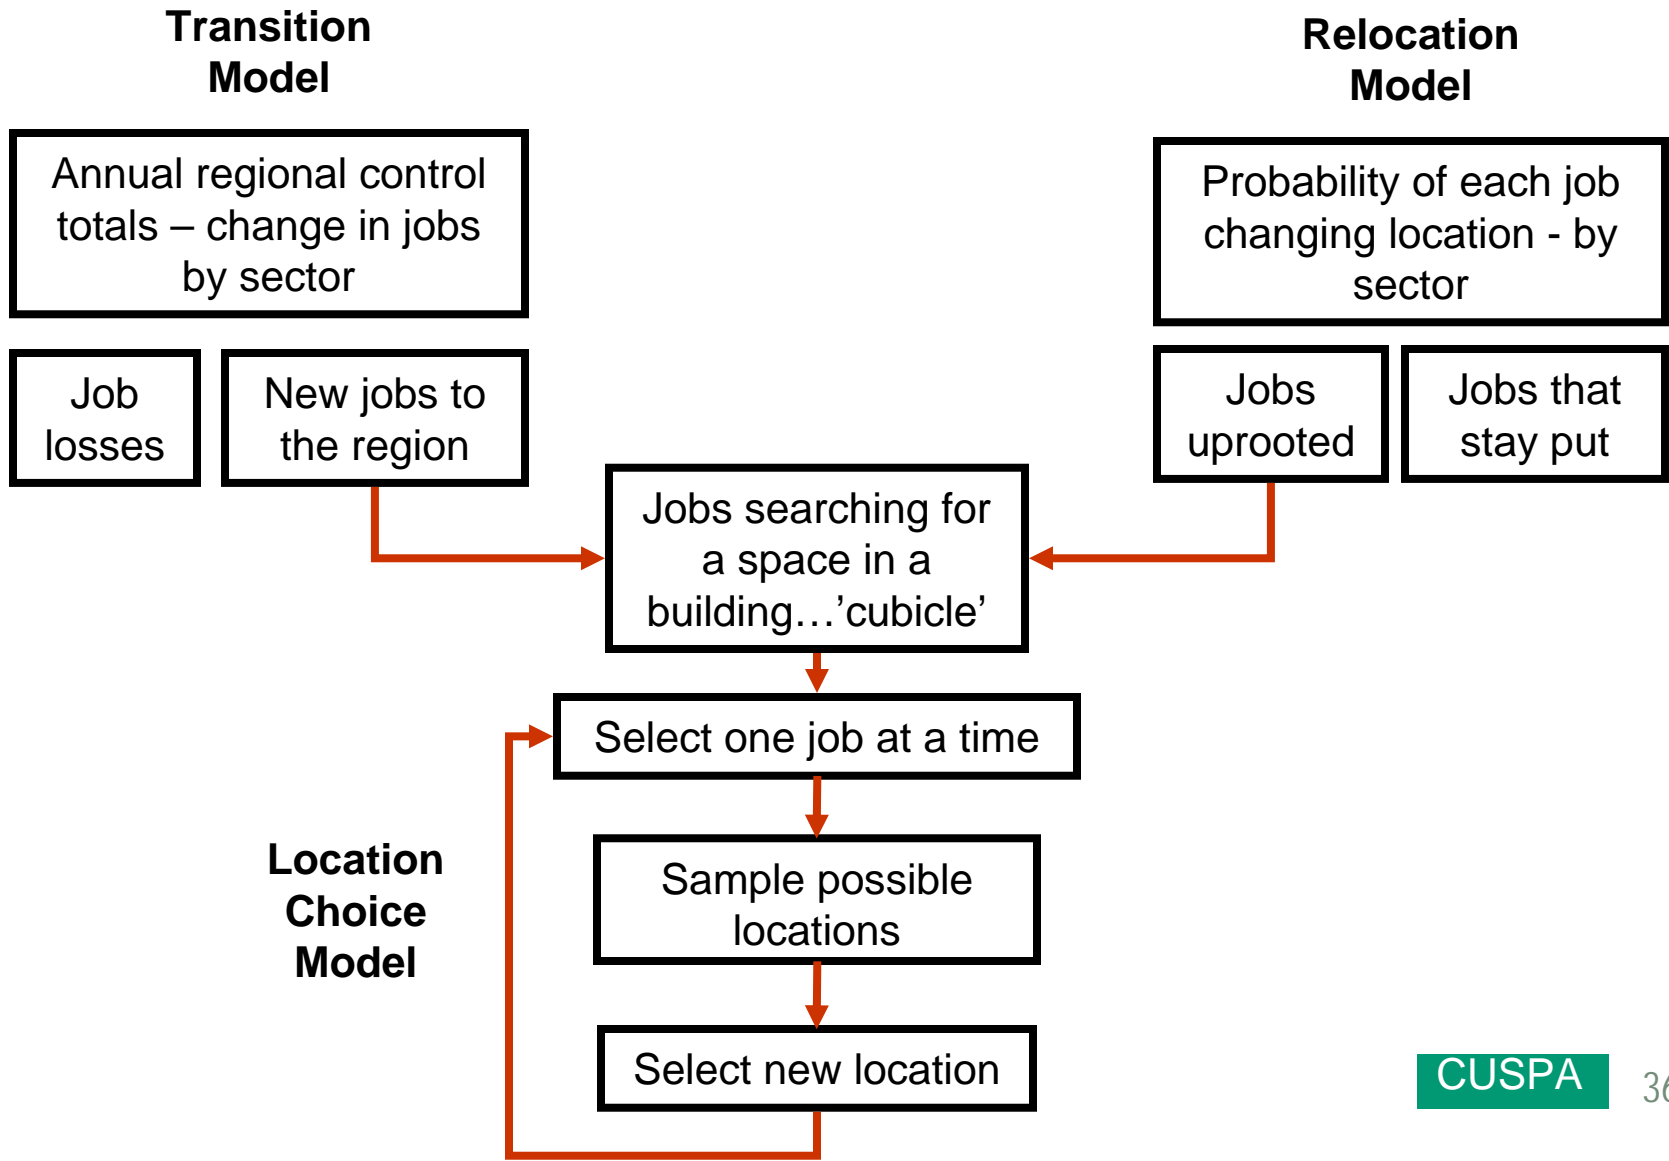 Transition
Model
Relocation
Model
Annual regional control
totals – change in jobs
by sector
Probability of each job
changing location - by
sector
Job
losses
New jobs to
the region
Jobs
uprooted
Jobs that
stay put
Jobs searching for
a space in a
building…’cubicle’
Select one job at a time
Location
Choice
Model
Sample possible
locations
Select new location
CUSPA
36